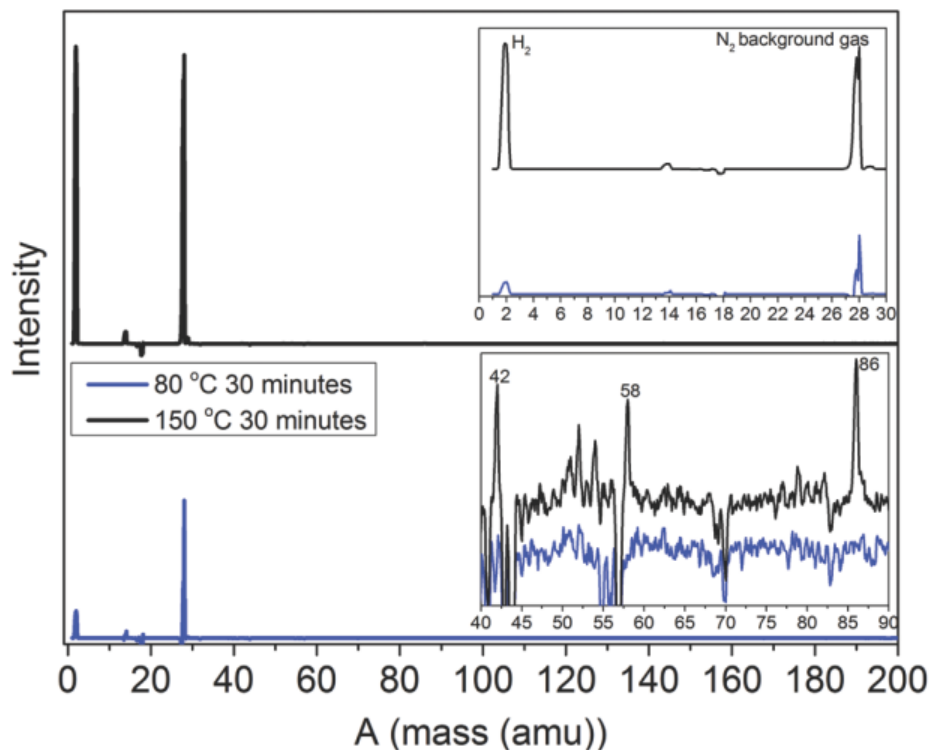 H₂
N₂ background gas
0 2 4 6 8 10 12 14 16 18 20 22 24 26 28 30
Intensity
80 °C 30 minutes
150 °C 30 minutes
42
58
86
40 45 50 55 60 65 70 75 80 85 90
0 20 40 60 80 100 120 140 160 180 200
A (mass (amu))